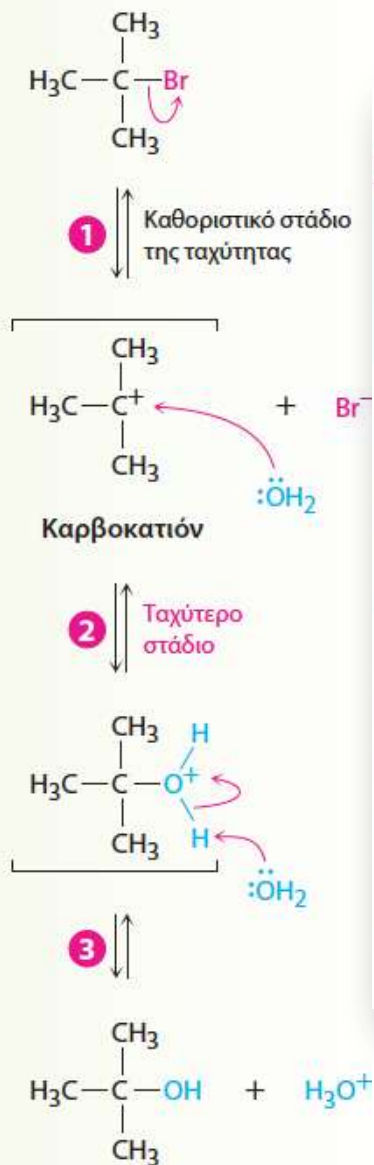 CH₃
H₃C—C—Br
CH₃
1 Καθοριστικό στάδιο
της ταχύτητας
CH₃
H₃C—C⁺ + Br⁻
CH₃
:ÖH₂
Καρβοκατιόν
2 Ταχύτερο
στάδιο
CH₃ H
H₃C—C—O⁺
CH₃ H
:ÖH₂
3
CH₃
H₃C—C—OH + H₃O⁺
CH₃